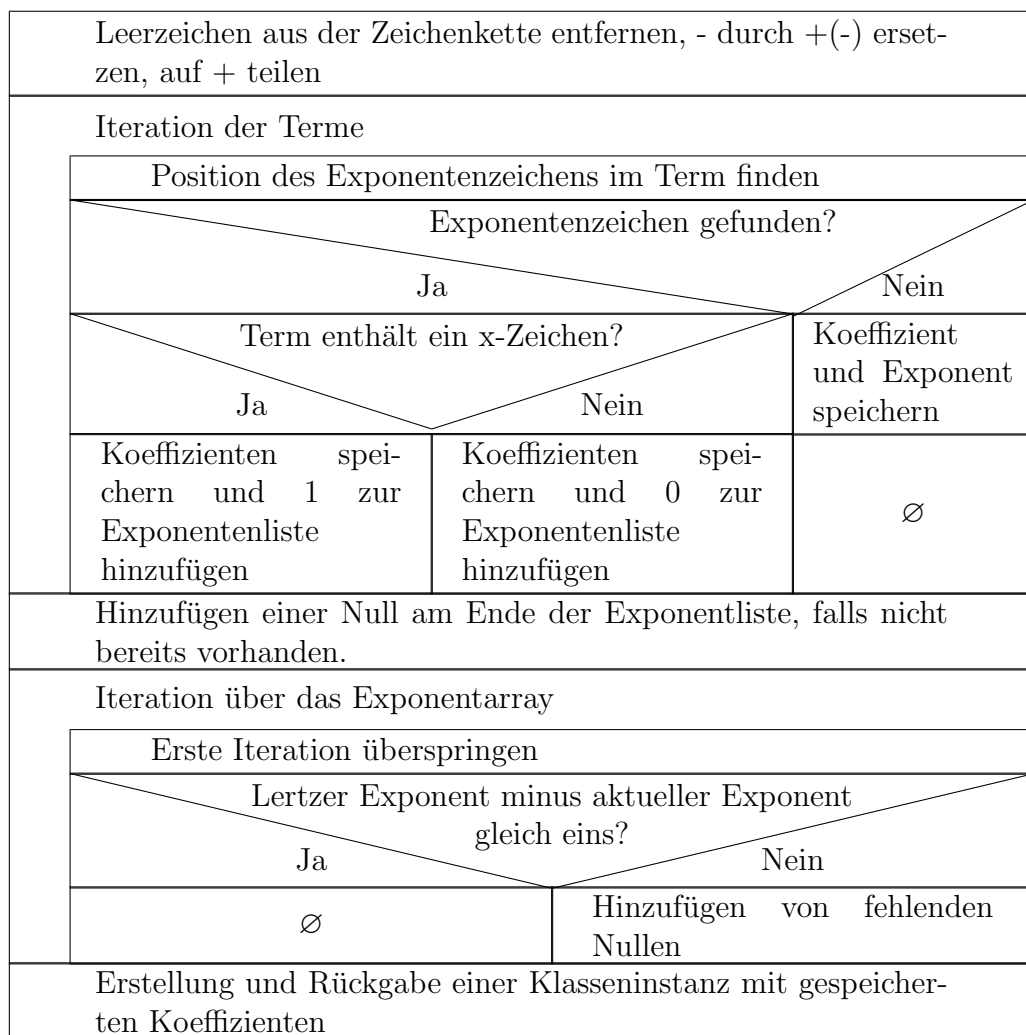 Leerzeichen aus der Zeichenkette entfernen, - durch +(-) erset-
zen, auf + teilen
Iteration der Terme
Position des Exponentenzeichens im Term finden
Exponentenzeichen gefunden?
Ja
Nein
Term enthält ein x-Zeichen?
Ja
Nein
Koeffizient
und Exponent
speichern
Koeffizienten spei-
chern und 1 zur
Exponentenliste
hinzufügen
Koeffizienten spei-
chern und 0 zur
Exponentenliste
hinzufügen
∅
Hinzufügen einer Null am Ende der Exponentliste, falls nicht
bereits vorhanden.
Iteration über das Exponentarray
Erste Iteration überspringen
Lertzer Exponent minus aktueller Exponent
gleich eins?
Ja
Nein
∅
Hinzufügen von fehlenden
Nullen
Erstellung und Rückgabe einer Klasseninstanz mit gespeicher-
ten Koeffizienten